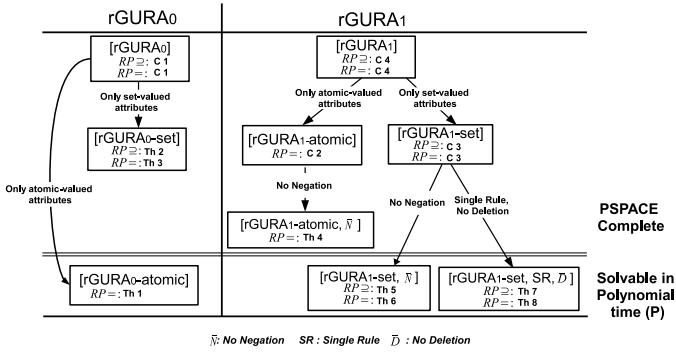 rGURA0
rGURA1
[rGURA0]
RP⊇: C 1
RP=: C 1
[rGURA1]
RP⊇: C 4
RP=: C 4
Only set-valued
attributes
Only atomic-valued
attributes
Only set-valued
attributes
[rGURA0-set]
RP⊇: Th 2
RP=: Th 3
[rGURA1-atomic]
RP=: C 2
[rGURA1-set]
RP⊇: C 3
RP=: C 3
Only atomic-valued
attributes
No Negation
No Negation
Single Rule,
No Deletion
[rGURA1-atomic, N̄ ]
RP=: Th 4
PSPACE
Complete
[rGURA0-atomic]
RP=: Th 1
[rGURA1-set, N̄ ]
RP⊇: Th 5
RP=: Th 6
[rGURA1-set, SR, D̄ ]
RP⊇: Th 7
RP=: Th 8
Solvable in
Polynomial
time (P)
N̄: No Negation SR : Single Rule D̄ : No Deletion